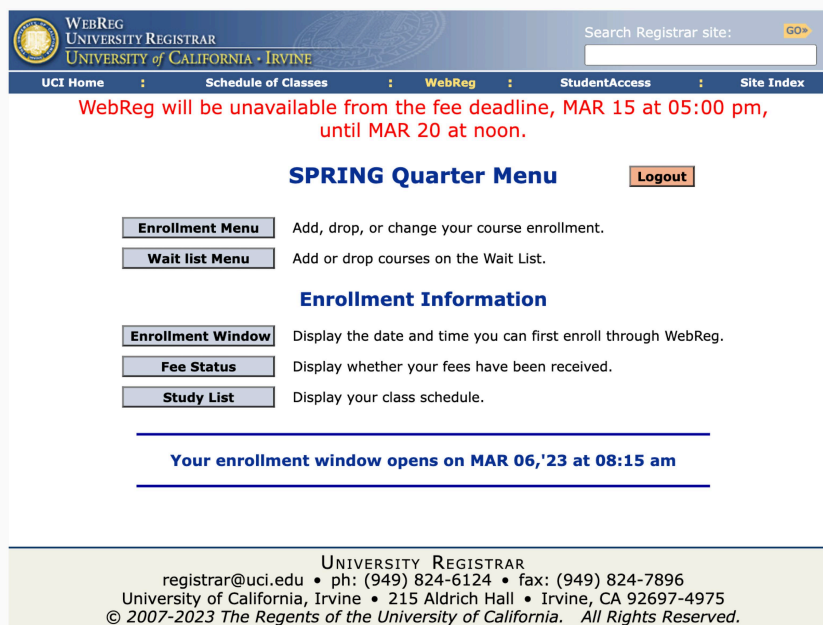 WEBREG
UNIVERSITY REGISTRAR
UNIVERSITY of CALIFORNIA • IRVINE
Search Registrar site:
GO»
UCI Home : Schedule of Classes : WebReg : StudentAccess : Site Index
WebReg will be unavailable from the fee deadline, MAR 15 at 05:00 pm,
until MAR 20 at noon.
SPRING Quarter Menu
Logout
Enrollment Menu Add, drop, or change your course enrollment.
Wait list Menu Add or drop courses on the Wait List.
Enrollment Information
Enrollment Window Display the date and time you can first enroll through WebReg.
Fee Status Display whether your fees have been received.
Study List Display your class schedule.
Your enrollment window opens on MAR 06,'23 at 08:15 am
UNIVERSITY REGISTRAR
registrar@uci.edu • ph: (949) 824-6124 • fax: (949) 824-7896
University of California, Irvine • 215 Aldrich Hall • Irvine, CA 92697-4975
© 2007-2023 The Regents of the University of California. All Rights Reserved.